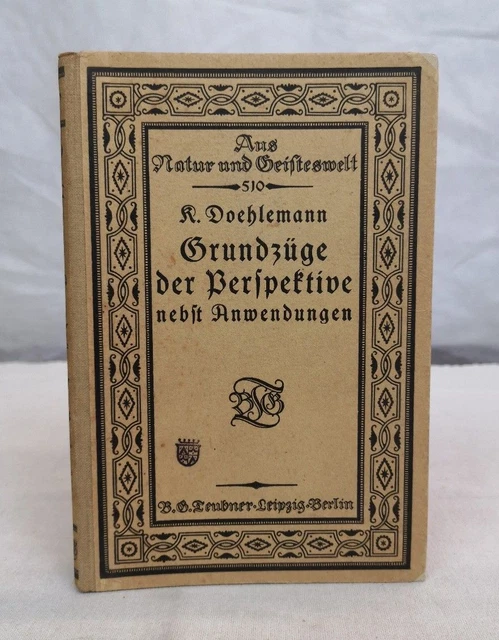 Aus
Natur und Geisteswelt
510
K. Doehlemann
Grundzüge
der Perspektive
nebst Anwendungen
B.G.Teubner·Leipzig·Berlin